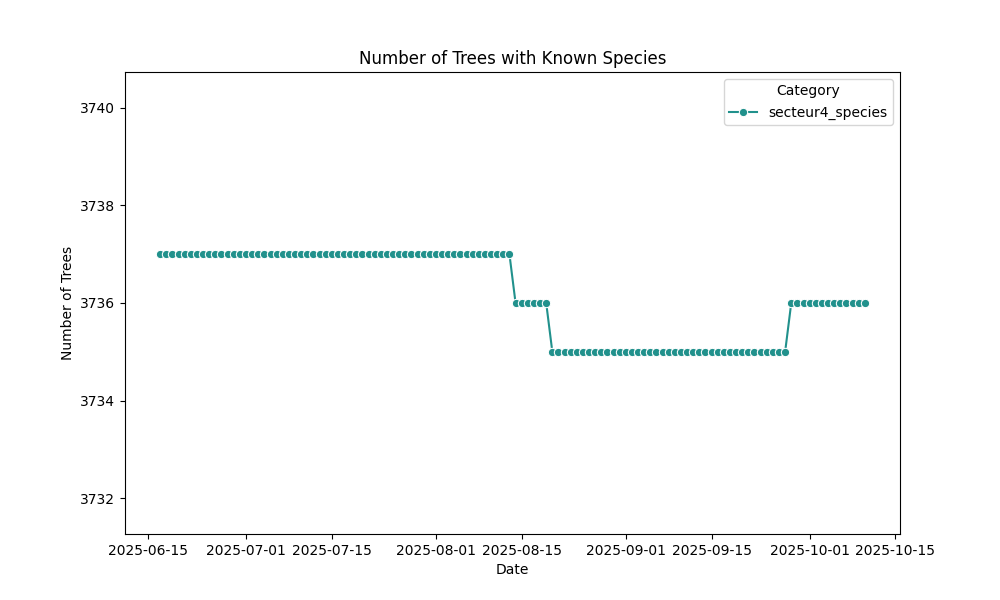 Number of Trees with Known Species
Category
secteur4_species
3740
3738
3736
3734
3732
Number of Trees
2025-06-15 2025-07-01 2025-07-15 2025-08-01 2025-08-15 2025-09-01 2025-09-15 2025-10-01 2025-10-15
Date